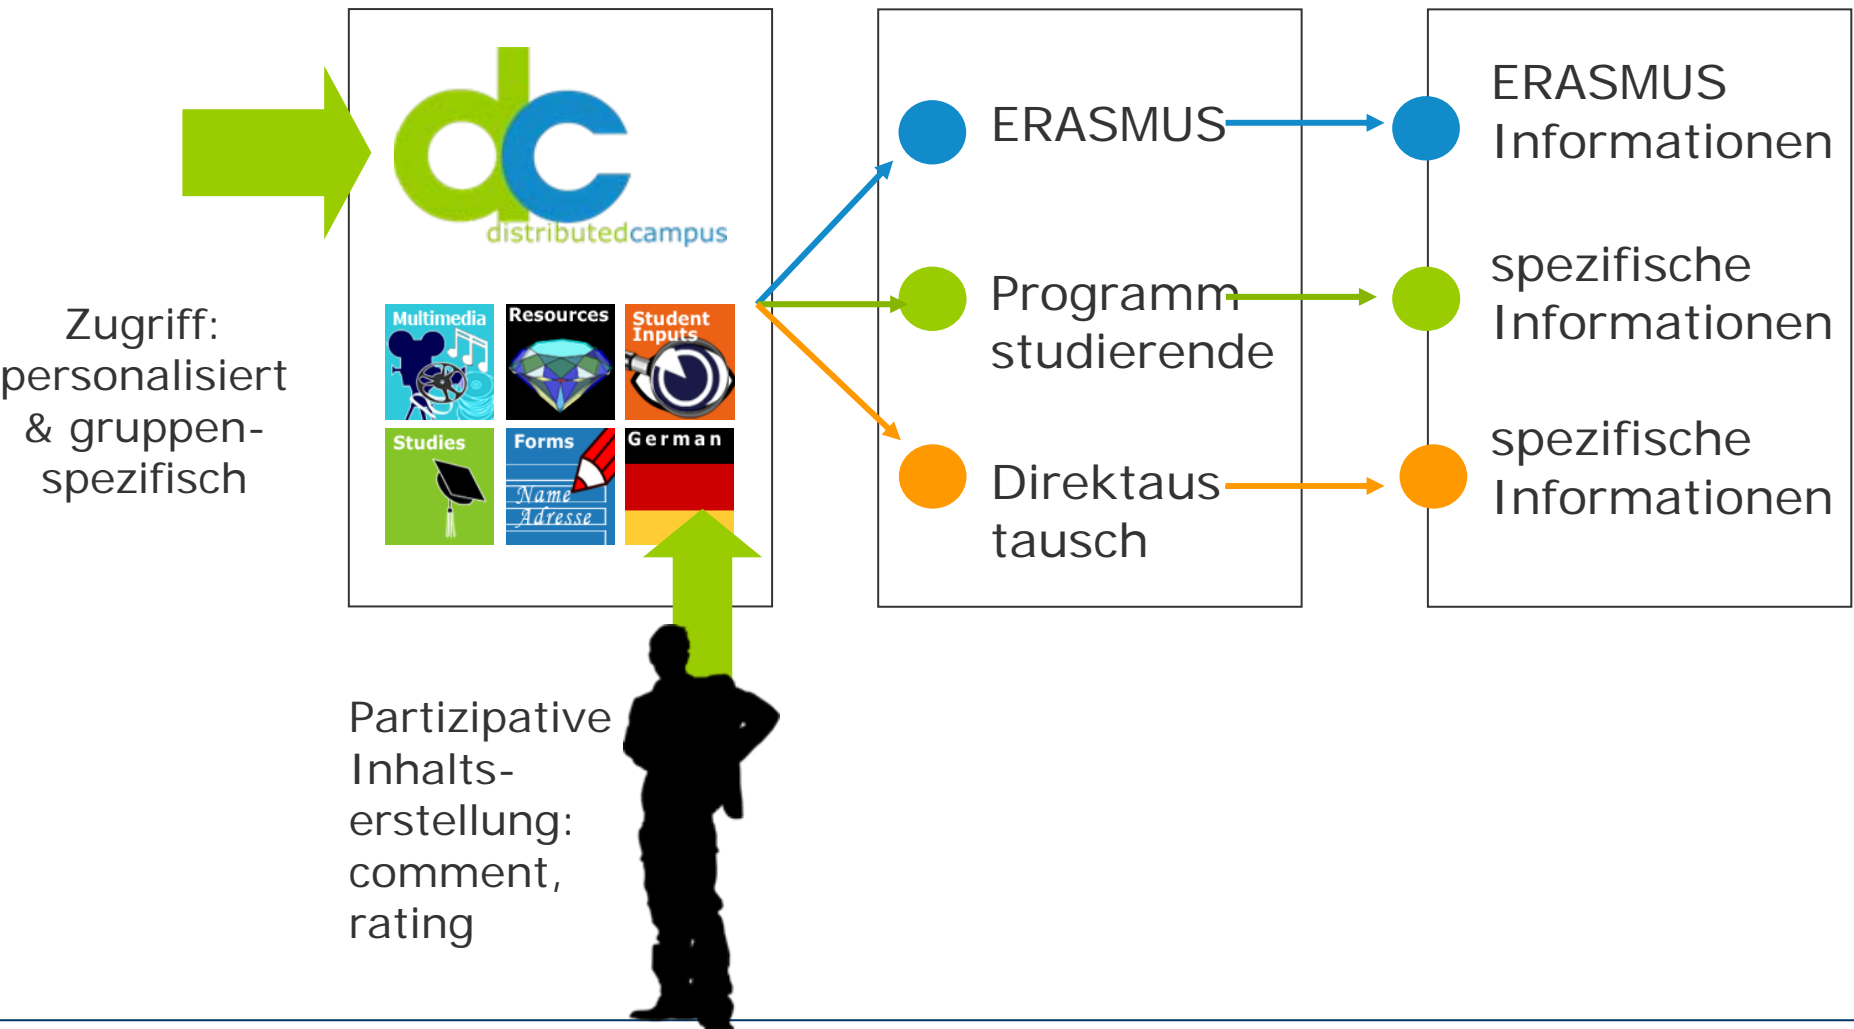 Zugriff:
personalisiert
& gruppen-
spezifisch
dc
distributedcampus
Multimedia
Resources
Student
Inputs
Studies
Forms
Name
Adresse
German
Partizipative
Inhalts-
erstellung:
comment,
rating
ERASMUS
Programm
studierende
Direktaus
tausch
ERASMUS
Informationen
spezifische
Informationen
spezifische
Informationen